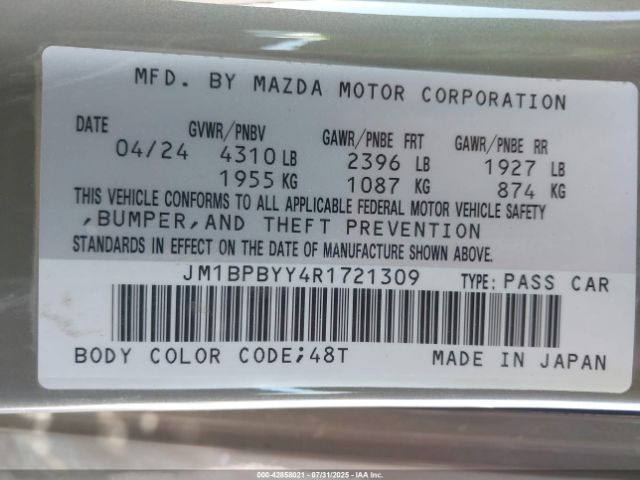 MFD. BY MAZDA MOTOR CORPORATION
DATE GVWR/PNBV GAWR/PNBE FRT GAWR/PNBE RR
04/24 4310 LB 2396 LB 1927 LB
1955 KG 1087 KG 874 KG
THIS VEHICLE CONFORMS TO ALL APPLICABLE FEDERAL MOTOR VEHICLE SAFETY
,BUMPER,AND THEFT PREVENTION
STANDARDS IN EFFECT ON THE DATE OF MANUFACTURE SHOWN ABOVE.
JM1BPBYY4R1721309 TYPE: PASS CAR
BODY COLOR CODE;48T MADE IN JAPAN
000-42858021 - 07/31/2025 - COPYRIGHT IAA, LLC.